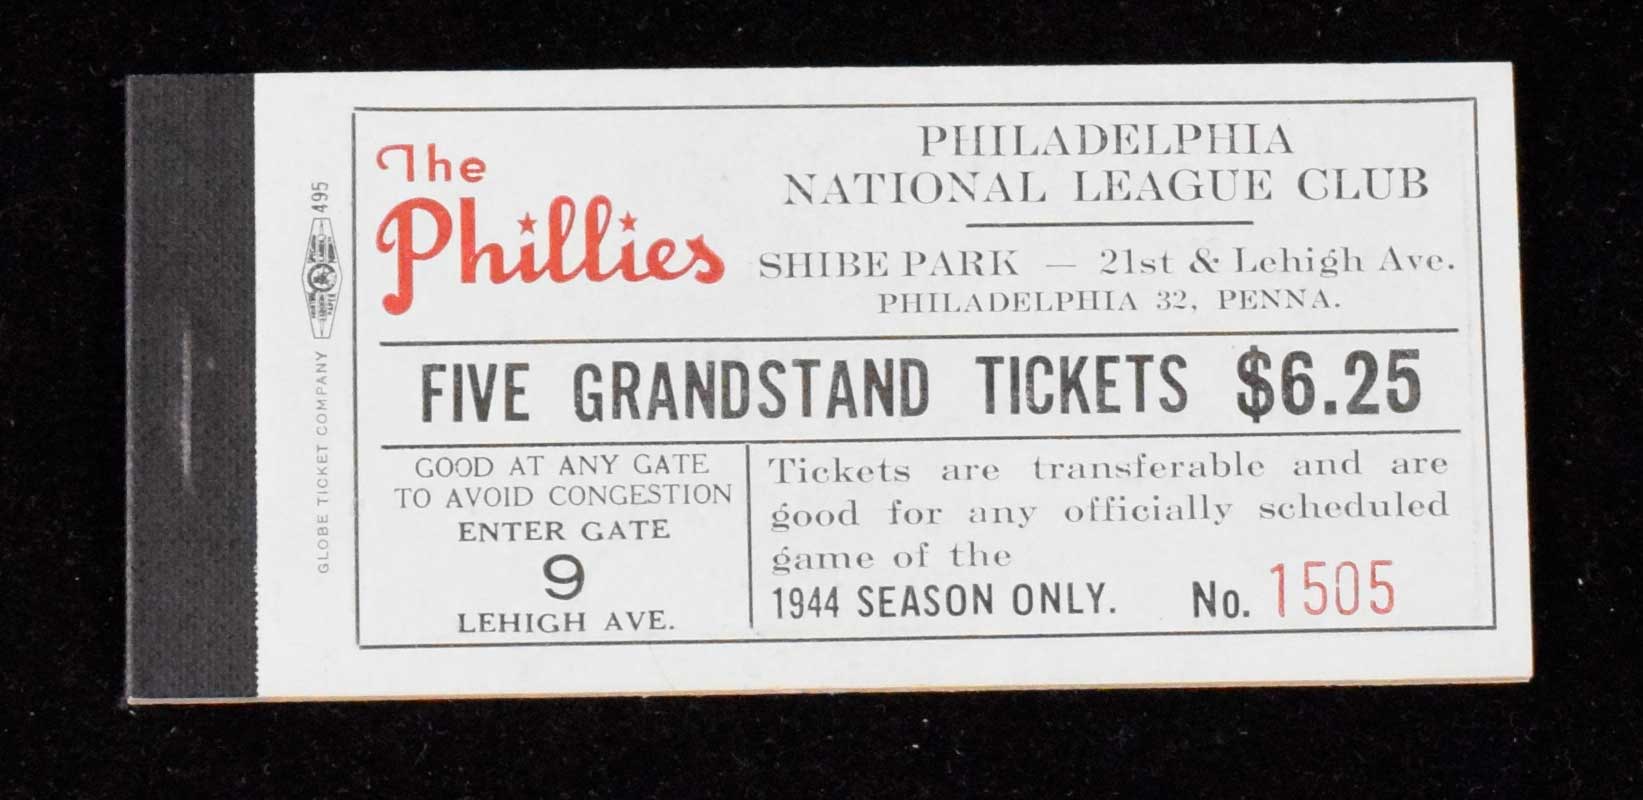 The
Phillies
PHILADELPHIA
NATIONAL LEAGUE CLUB
SHIBE PARK — 21st & Lehigh Ave.
PHILADELPHIA 32, PENNA.
FIVE GRANDSTAND TICKETS $6.25
GOOD AT ANY GATE
TO AVOID CONGESTION
ENTER GATE
9
LEHIGH AVE.
Tickets are transferable and are
good for any officially scheduled
game of the
1944 SEASON ONLY. No. 1505
GLOBE TICKET COMPANY 495